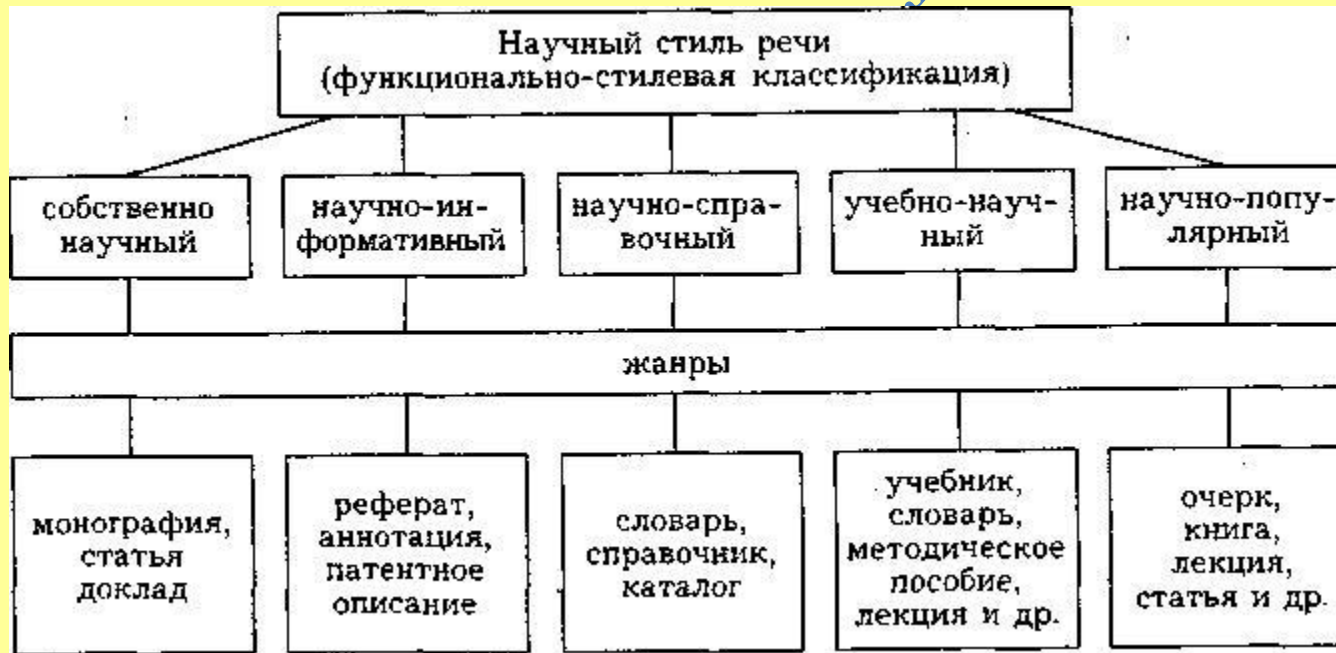 Научный стиль речи
(функционально-стилевая классификация)
собственно
научный
научно-ин-
формативный
научно-спра-
вочный
учебно-науч-
ный
научно-попу-
лярный
жанры
монография,
статья
доклад
реферат,
аннотация,
патентное
описание
словарь,
справочник,
каталог
учебник,
словарь,
методическое
пособие,
лекция и др.
очерк,
книга,
лекция,
статья и др.